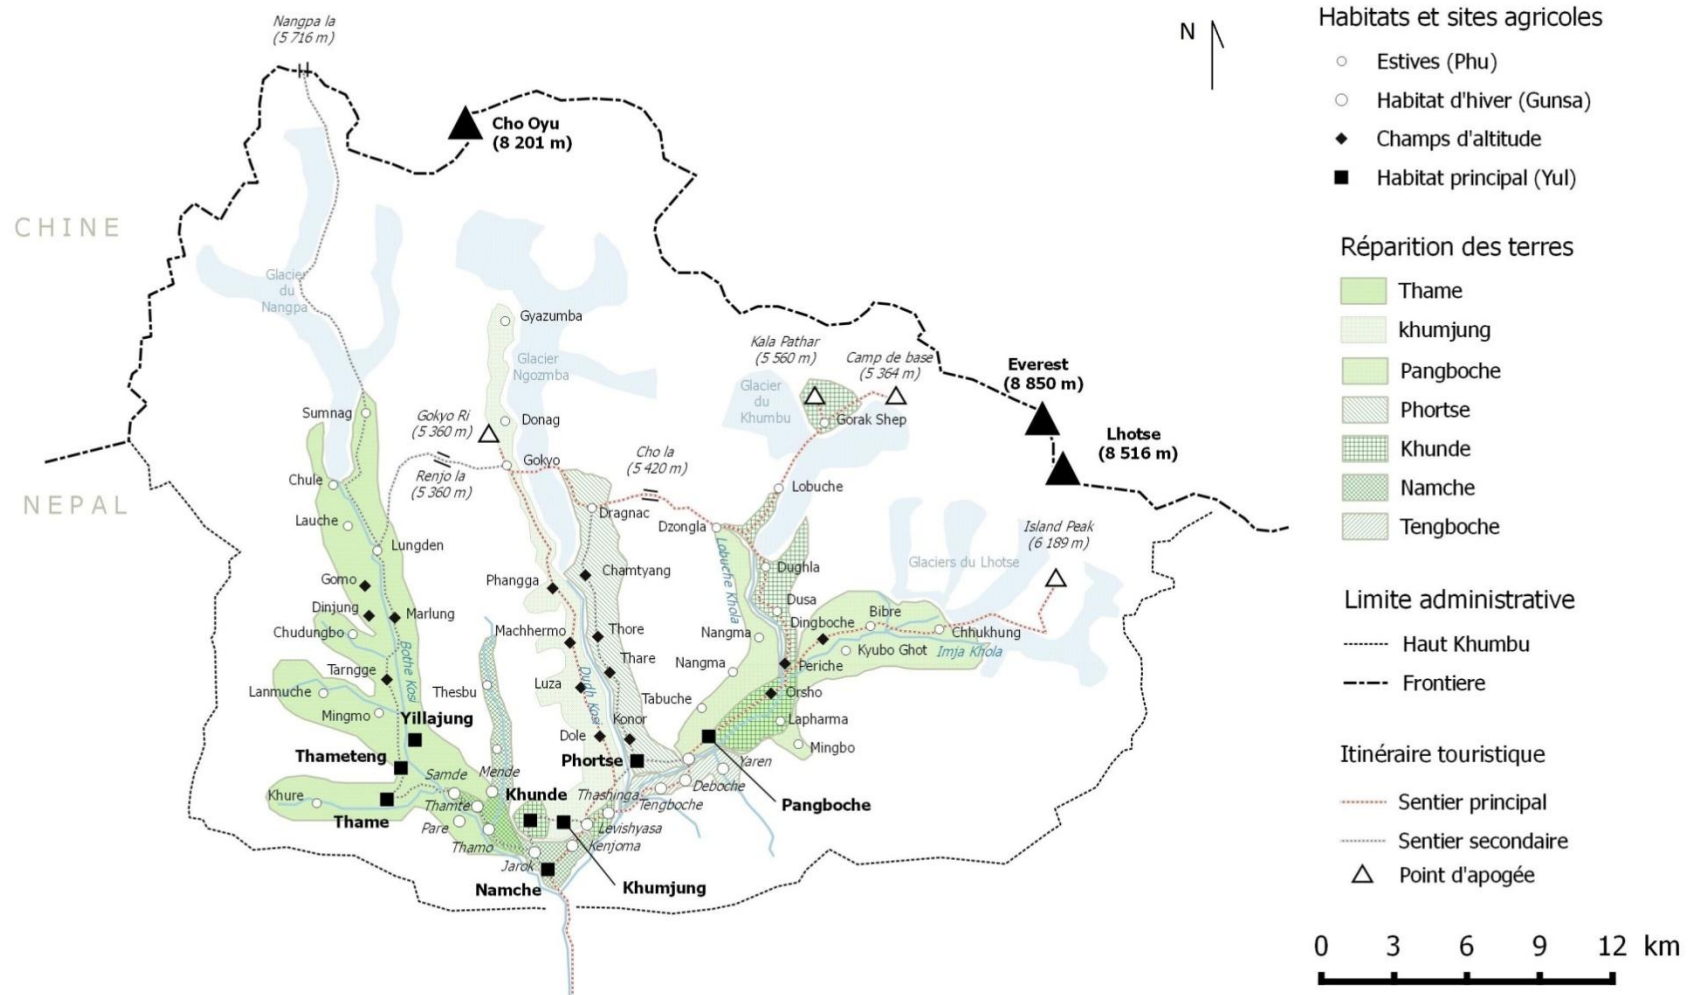 Nangpa la
(5 716 m)
N
Cho Oyu
(8 201 m)
CHINE
Glacier
du
Nangpa
Gyazumba
Glacier
Ngozmba
Kala Pathar
(5 560 m)
Camp de base
(5 364 m)
Everest
(8 850 m)
Glacier
du
Khumbu
Sumnag
Gokyo Ri
(5 360 m)
Donag
Gorak Shep
Lhotse
(8 516 m)
Gokyo
Cho la
(5 420 m)
Renjo la
(5 360 m)
Chule
Lobuche
NEPAL
Lauche
Dragnac
Dzongla
Island Peak
(6 189 m)
Lungden
Lobuche Khola
Glaciers du Lhotse
Gomo
Phangga
Chamtyang
Dughla
Dinjung
Marlung
Dusa
Bibre
Chudungbo
Machhermo
Thore
Nangma
Dingboche
Chhukhung
Bothe Kosi
Kyubo Ghot
Imja Khola
Tarngge
Thare
Nangma
Periche
Lanmuche
Thesbu
Luza
Dudh Kosi
Tabuche
Orsho
Mingmo
Yillajung
Konor
Lapharma
Dole
Mingbo
Thameteng
Phortse
Yaren
Samde
Mende
Deboche
Khure
Khunde
Thashinga
Tengboche
Pangboche
Thamte
Thame
Pare
Levishyasa
Thamo
Kenjoma
Jarok
Namche
Khumjung
Habitats et sites agricoles
Estives (Phu)
Habitat d'hiver (Gunsa)
Champs d'altitude
Habitat principal (Yul)
Réparition des terres
Thame
khumjung
Pangboche
Phortse
Khunde
Namche
Tengboche
Limite administrative
Haut Khumbu
Frontiere
Itinéraire touristique
Sentier principal
Sentier secondaire
Point d'apogée
0 3 6 9 12 km